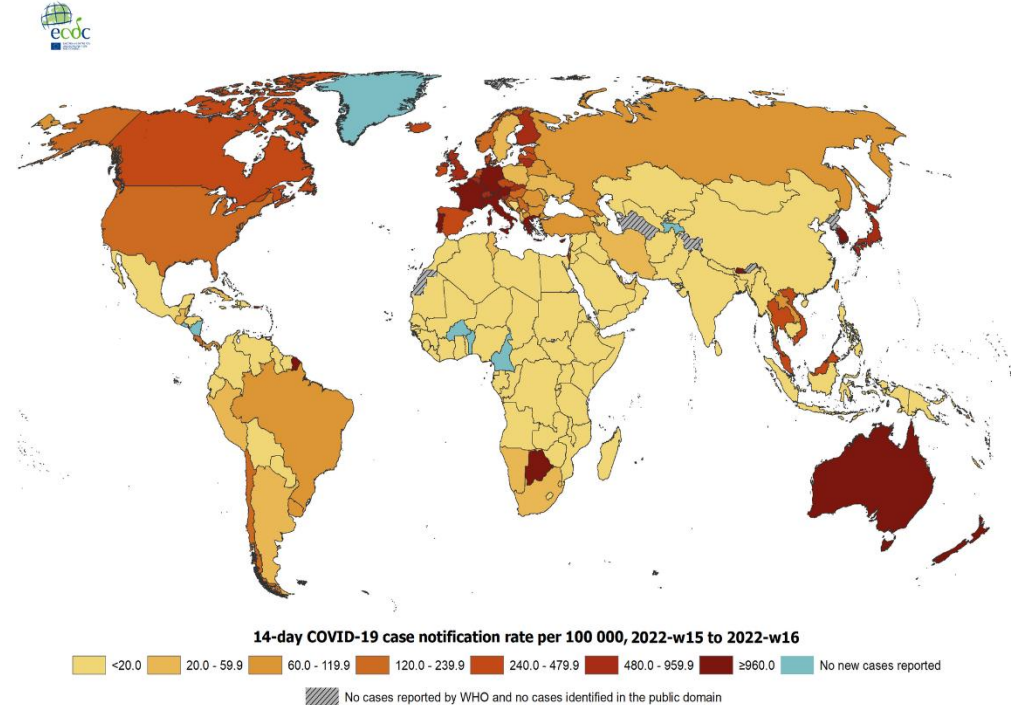 ecdc
14-day COVID-19 case notification rate per 100 000, 2022-w15 to 2022-w16
<20.0 20.0 - 59.9 60.0 - 119.9 120.0 - 239.9 240.0 - 479.9 480.0 - 959.9 ≥960.0 No new cases reported
No cases reported by WHO and no cases identified in the public domain